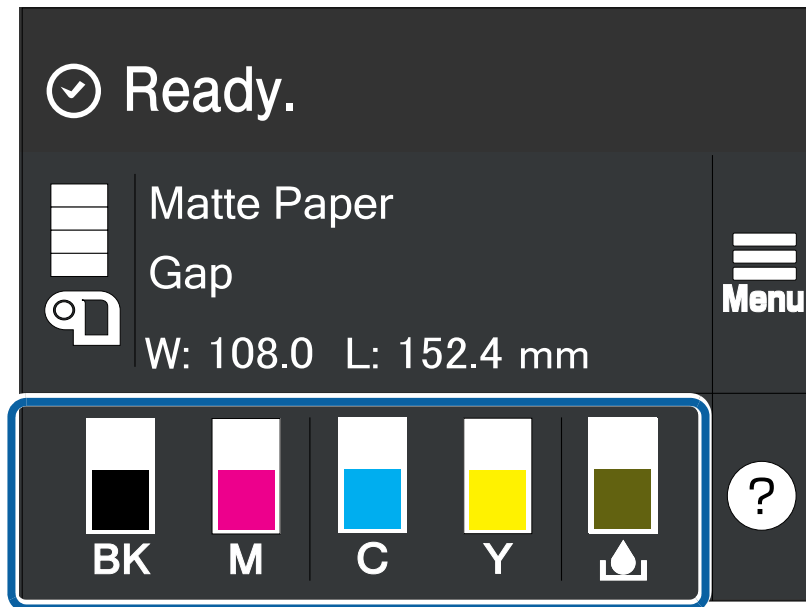 Ready.
Matte Paper
Gap
W: 108.0 L: 152.4 mm
Menu
BK M C Y
?